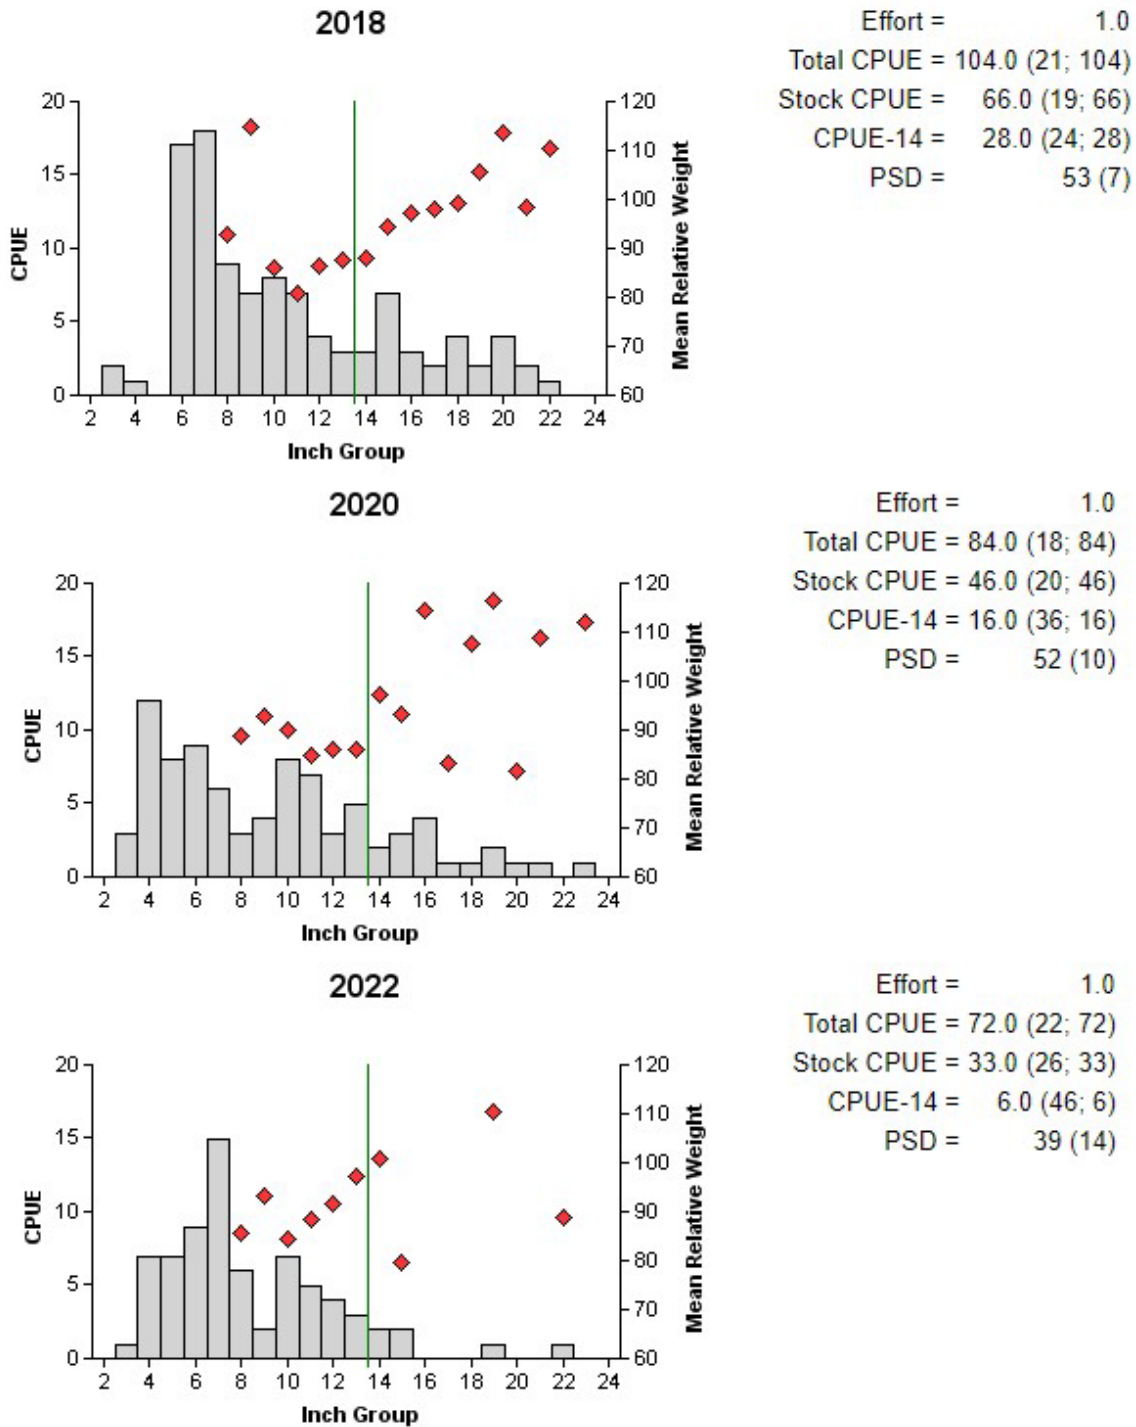 2018
Effort = 1.0
Total CPUE = 104.0 (21; 104)
Stock CPUE = 66.0 (19; 66)
CPUE-14 = 28.0 (24; 28)
PSD = 53 (7)
20 15 10 5 0
CPUE
120 110 100 90 80 70 60
Mean Relative Weight
2 4 6 8 10 12 14 16 18 20 22 24
Inch Group
2020
Effort = 1.0
Total CPUE = 84.0 (18; 84)
Stock CPUE = 46.0 (20; 46)
CPUE-14 = 16.0 (36; 16)
PSD = 52 (10)
20 15 10 5 0
CPUE
120 110 100 90 80 70 60
Mean Relative Weight
2 4 6 8 10 12 14 16 18 20 22 24
Inch Group
2022
Effort = 1.0
Total CPUE = 72.0 (22; 72)
Stock CPUE = 33.0 (26; 33)
CPUE-14 = 6.0 (46; 6)
PSD = 39 (14)
20 15 10 5 0
CPUE
120 110 100 90 80 70 60
Mean Relative Weight
2 4 6 8 10 12 14 16 18 20 22 24
Inch Group